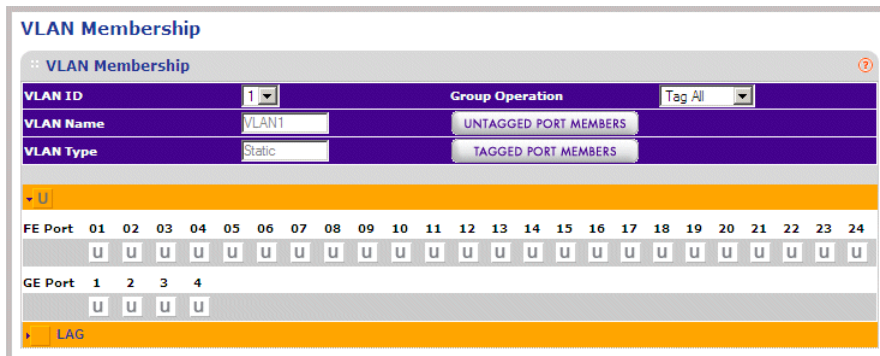 VLAN Membership
VLAN Membership ?
VLAN ID 1 Group Operation Tag All
VLAN Name VLAN1 UNTAGGED PORT MEMBERS
VLAN Type Static TAGGED PORT MEMBERS
U
FE Port 01 02 03 04 05 06 07 08 09 10 11 12 13 14 15 16 17 18 19 20 21 22 23 24
U U U U U U U U U U U U U U U U U U U U U U U U
GE Port 1 2 3 4
U U U U
LAG